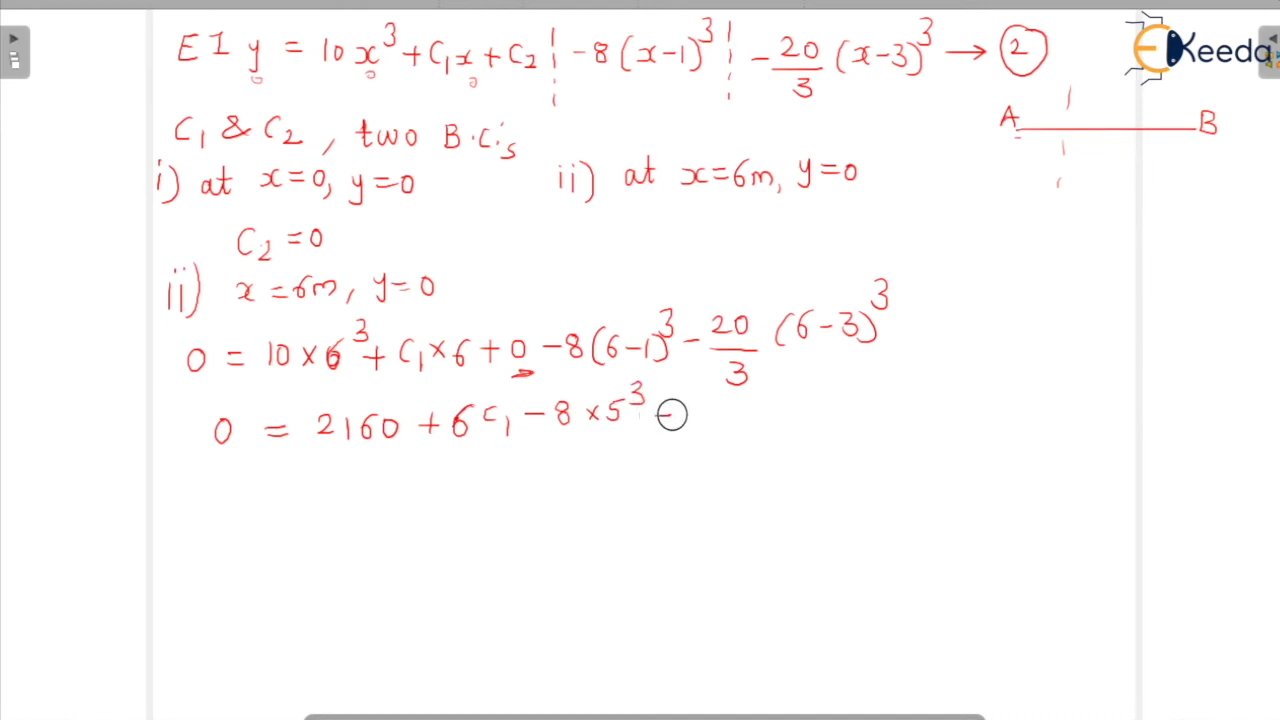 EIy = 10x³ + C₁x + C₂ ¦ -8(x-1)³ ¦ - 20/3 (x-3)³ → ②
EKeeda
A B
C₁ & C₂, two B.C's
i) at x=0, y=0 ii) at x=6m, y=0
C₂ = 0
ii) x = 6m, y=0
0 = 10 × 6³ + C₁ × 6 + 0 - 8(6-1)³ - 20/3 (6-3)³
0 = 2160 + 6C₁ - 8 × 5³ -